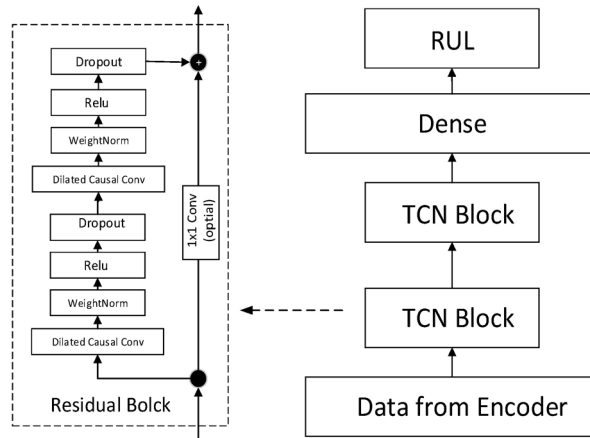 Dropout
+
Relu
WeightNorm
Dilated Causal Conv
Dropout
Relu
WeightNorm
Dilated Causal Conv
1x1 Conv
(optial)
Residual Bolck
RUL
Dense
TCN Block
TCN Block
Data from Encoder